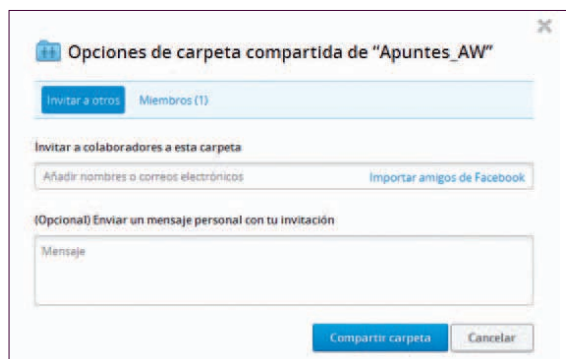 Opciones de carpeta compartida de “Apuntes_AW”
Invitar a otros Miembros (1)
Invitar a colaboradores a esta carpeta
Añadir nombres o correos electrónicos Importar amigos de Facebook
(Opcional) Enviar un mensaje personal con tu invitación
Mensaje
Compartir carpeta Cancelar